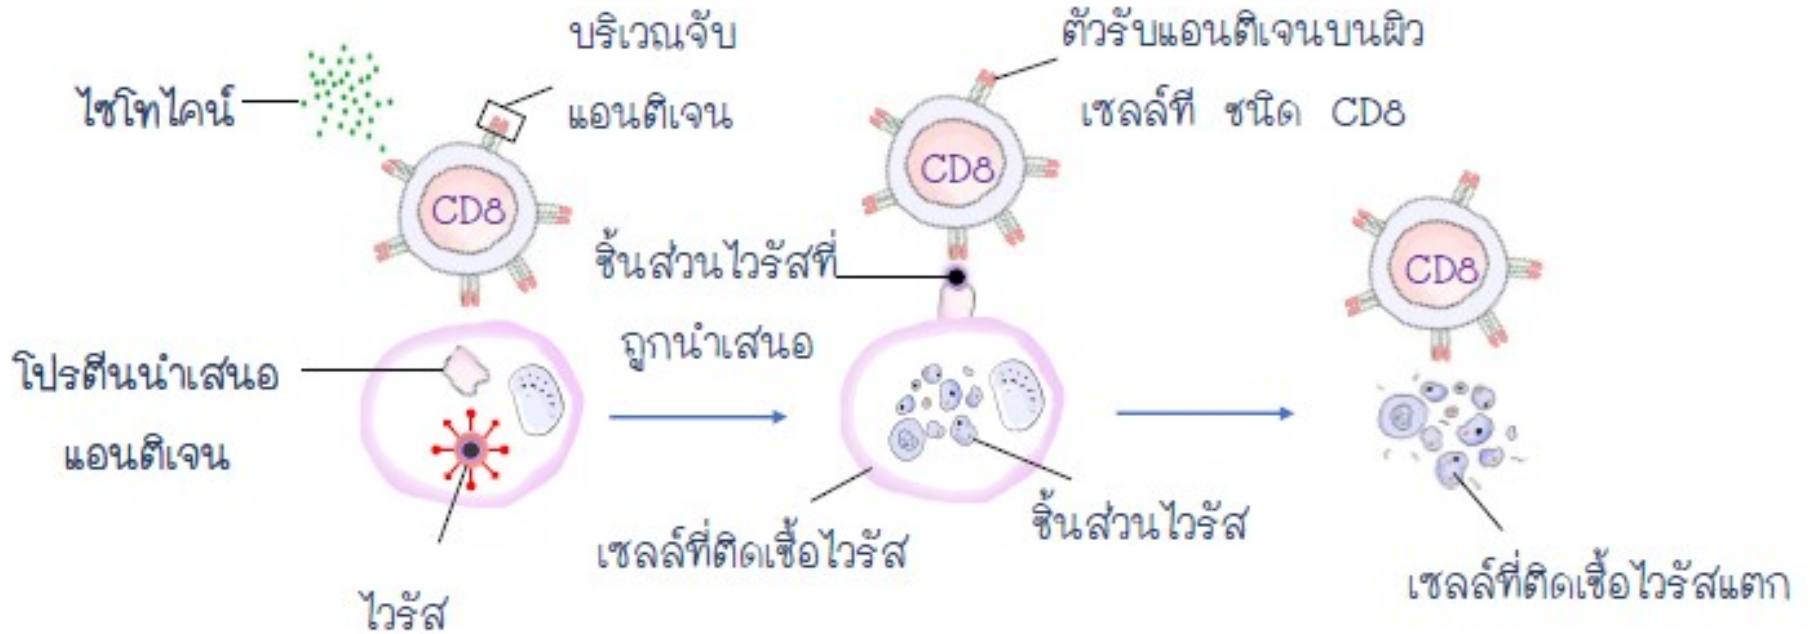 ไซโทไคน์
บริเวณจับ
แอนติเจน
CD8
โปรตีนนำเสนอ
แอนติเจน
ไวรัส
ตัวรับแอนติเจนบนผิว
เซลล์ที ชนิด CD8
CD8
ชิ้นส่วนไวรัสที่
ถูกนำเสนอ
เซลล์ที่ติดเชื้อไวรัส
ชิ้นส่วนไวรัส
CD8
เซลล์ที่ติดเชื้อไวรัสแตก